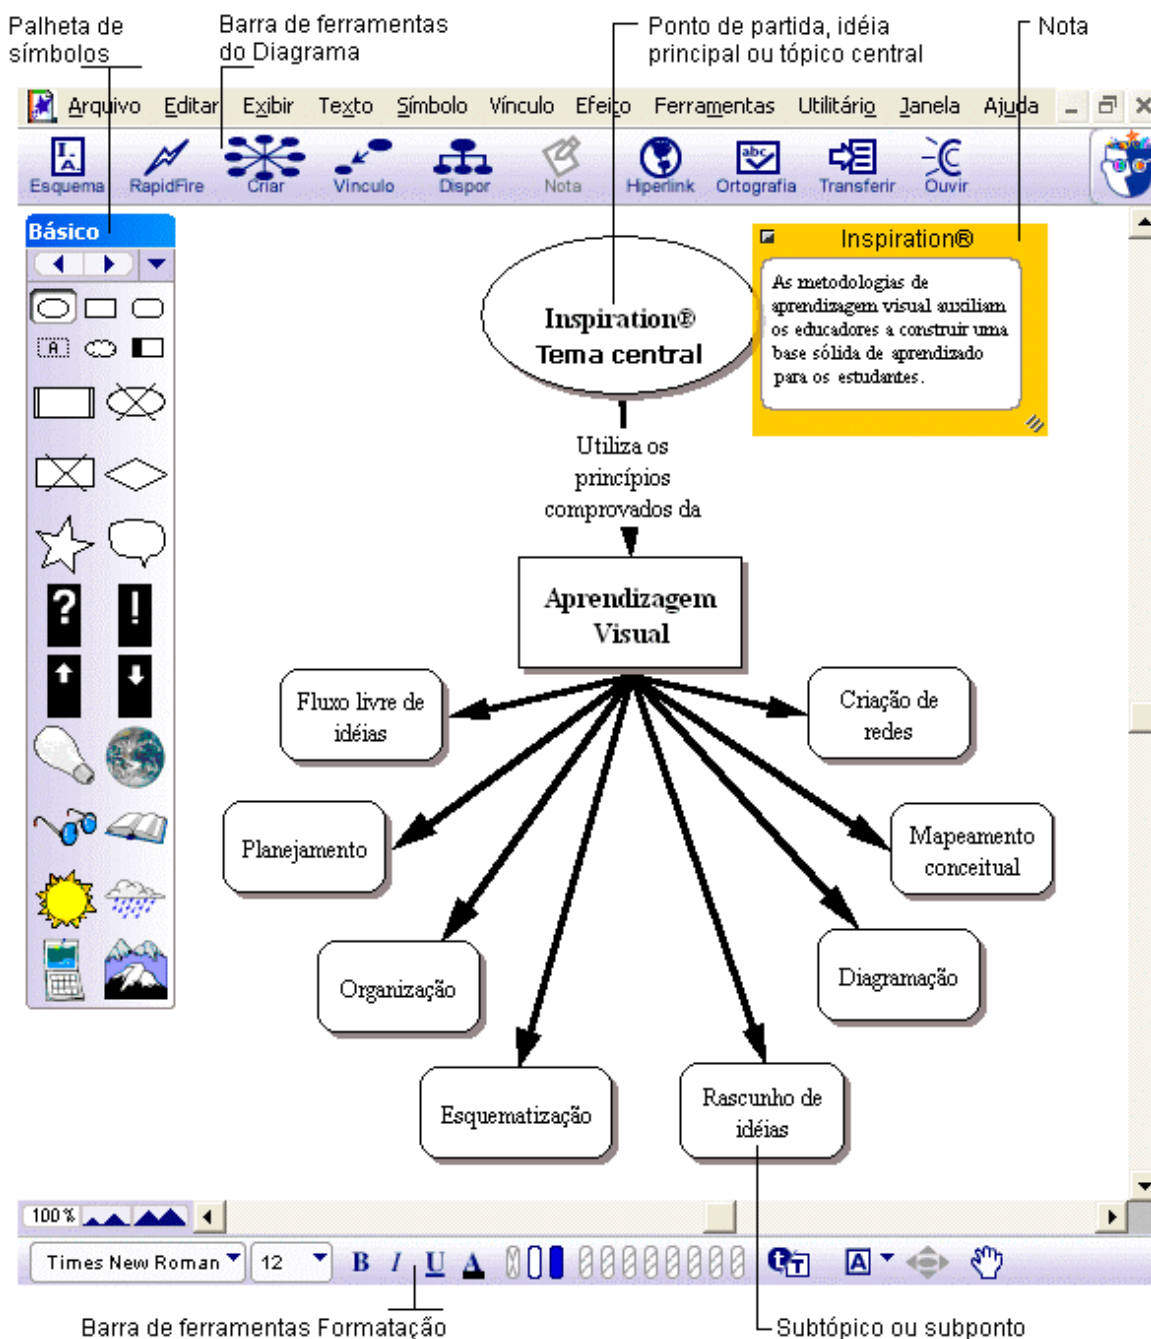 Palheta de
símbolos
Barra de ferramentas
do Diagrama
Ponto de partida, idéia
principal ou tópico central
Nota
Arquivo Editar Exibir Texto Símbolo Vínculo Efeito Ferramentas Utilitário Janela Ajuda
I.
A.
abc
Esquema RapidFire Criar Vínculo Dispor Nota Hiperlink Ortografia Transferir Ouvir
Básico
A
?
!
Inspiration®
Tema central
Inspiration®
As metodologias de
aprendizagem visual auxiliam
os educadores a construir uma
base sólida de aprendizado
para os estudantes.
Utiliza os
princípios
comprovados da
Aprendizagem
Visual
Fluxo livre de
idéias
Criação de
redes
Planejamento
Mapeamento
conceitual
Organização
Diagramação
Esquematização
Rascunho de
idéias
100%
Times New Roman 12 B I U A t T A
Barra de ferramentas Formatação
Subtópico ou subponto